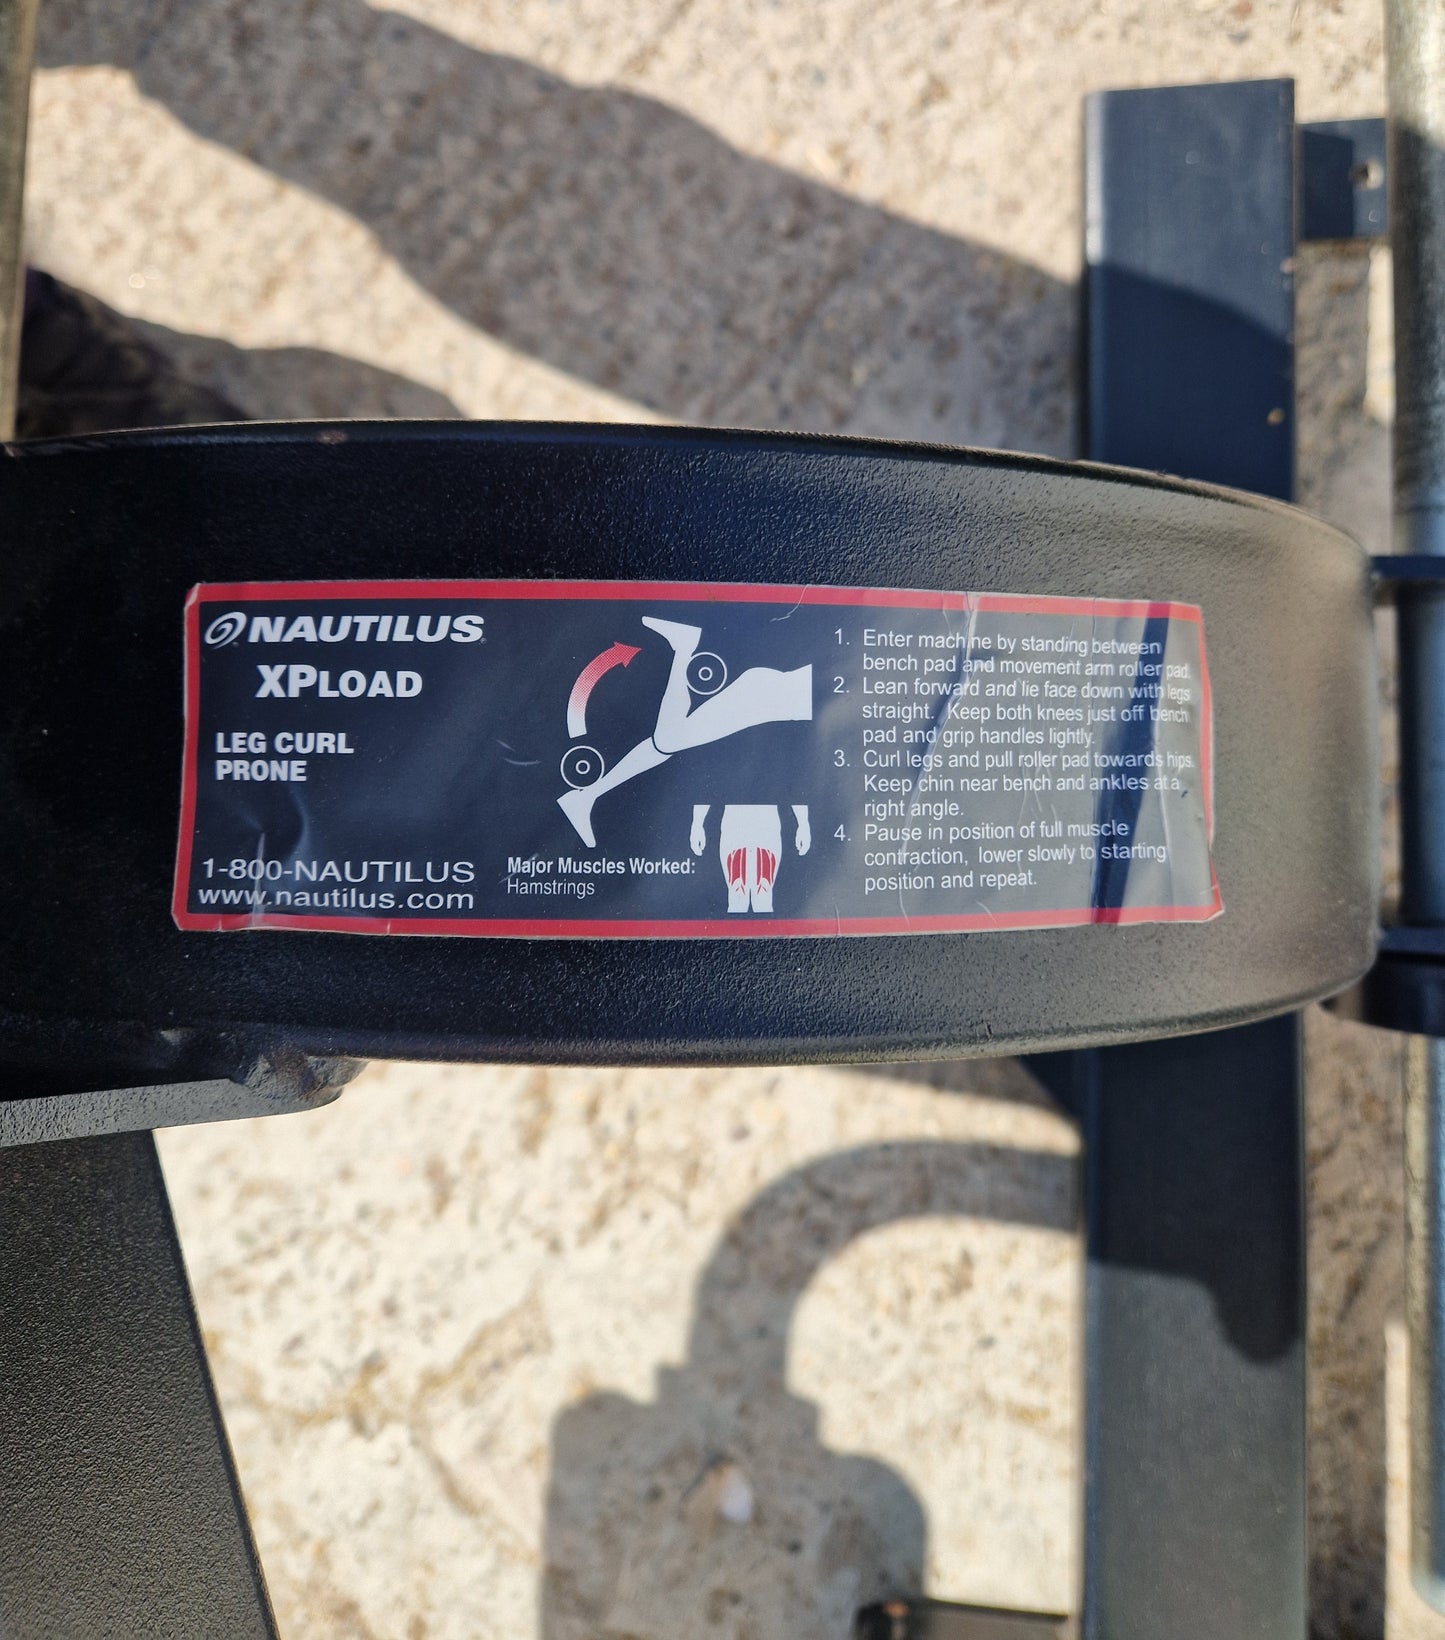 NAUTILUS
XPLOAD
LEG CURL
PRONE
1-800-NAUTILUS
www.nautilus.com
Major Muscles Worked:
Hamstrings
1. Enter machine by standing between
bench pad and movement arm roller pad.
2. Lean forward and lie face down with legs
straight. Keep both knees just off bench
pad and grip handles lightly.
3. Curl legs and pull roller pad towards hips.
Keep chin near bench and ankles at a
right angle.
4. Pause in position of full muscle
contraction, lower slowly to starting
position and repeat.